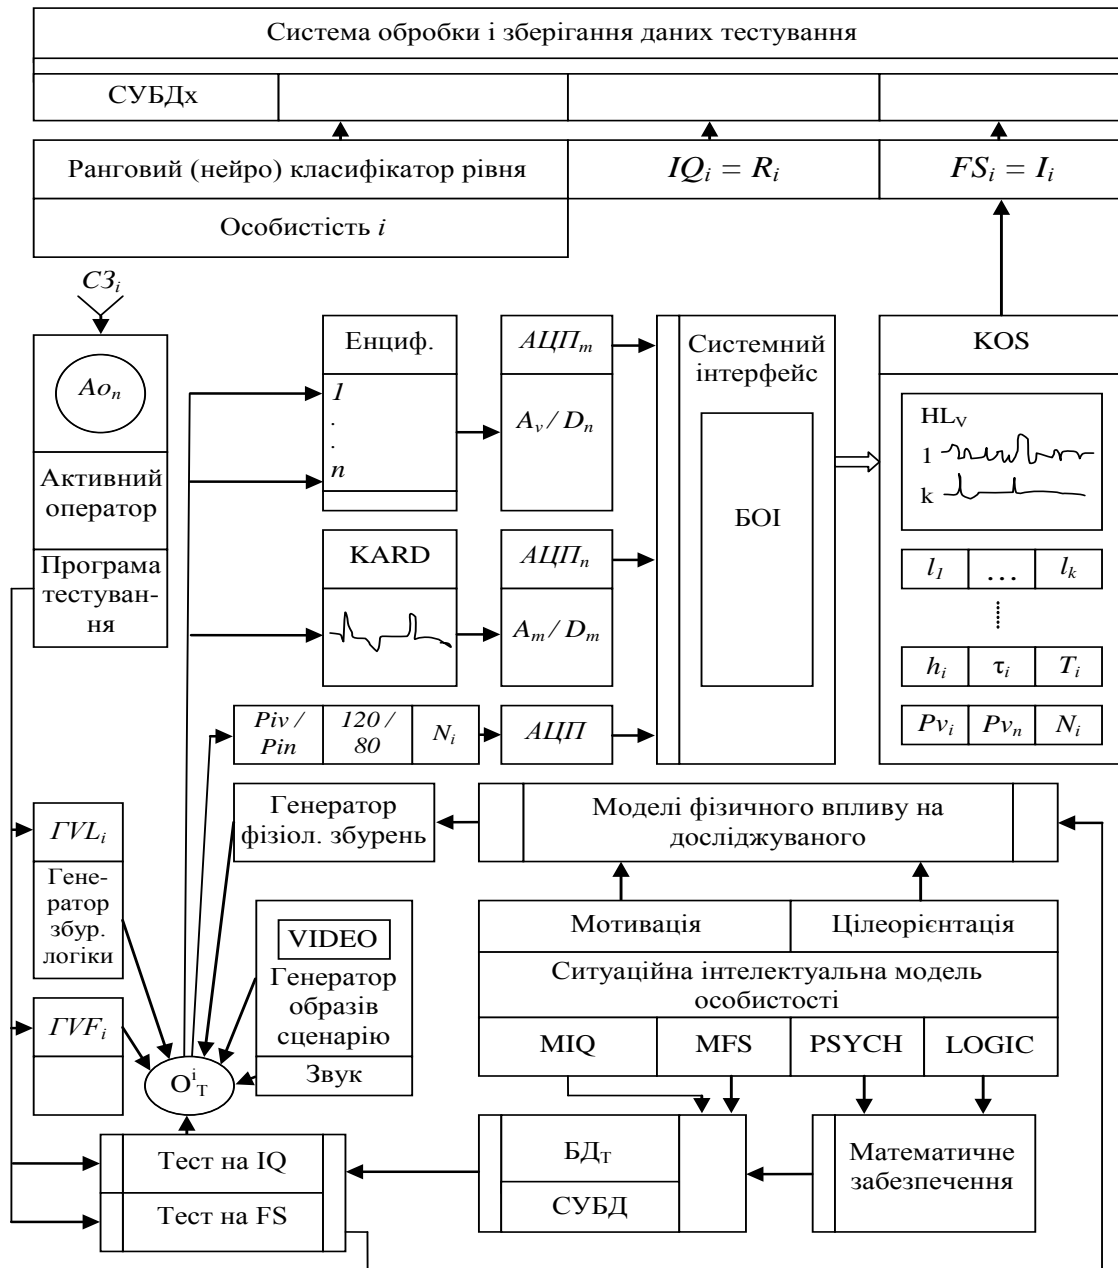 Система обробки і зберігання даних тестування
СУБДх
Ранговий (нейро) класифікатор рівня
IQi = Ri
FSi = Ii
Особистість i
СЗi
Aon
Активний
оператор
Програма
тестуван-
ня
Енциф.
1
.
.
n
АЦПm
Av / Dn
KARD
АЦПn
Am / Dm
Piv /
Pin
120 /
80
Ni
АЦП
Системний
інтерфейс
БОІ
KOS
HLV
1
k
l1
...
lk
hi
τi
Ti
Pvi
Pvn
Ni
ГVLi
Гене-
ратор
збур.
логіки
ГVFi
Генератор
фізіол. збурень
Моделі фізичного впливу на
досліджуваного
VIDEO
Генератор
образів
сценарію
Звук
Мотивація
Цілеорієнтація
Ситуаційна інтелектуальна модель
особистості
MIQ
MFS
PSYCH
LOGIC
OiT
Тест на IQ
Тест на FS
БДТ
СУБД
Математичне
забезпечення